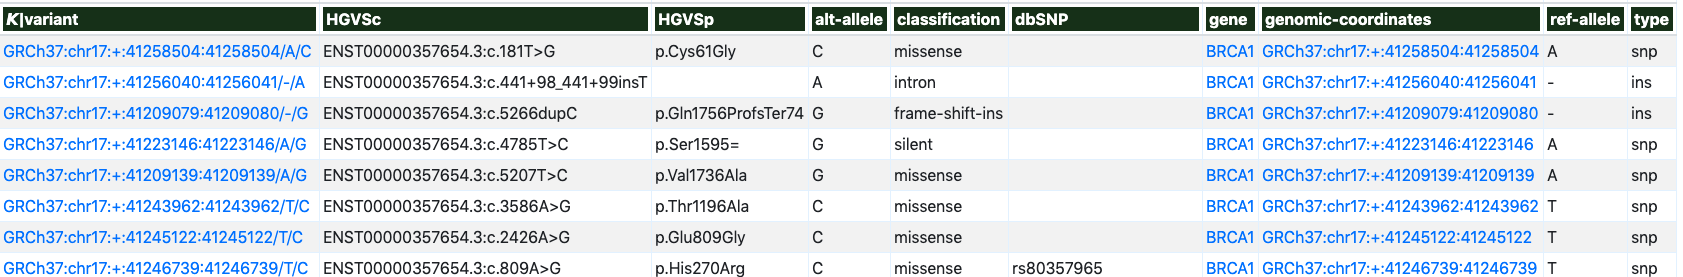 K|variant HGVSc HGVSp alt-allele classification dbSNP gene genomic-coordinates ref-allele type
GRCh37:chr17:+:41258504:41258504/A/C ENST00000357654.3:c.181T>G p.Cys61Gly C missense BRCA1 GRCh37:chr17:+:41258504:41258504 A snp
GRCh37:chr17:+:41256040:41256041/-/A ENST00000357654.3:c.441+98_441+99insT A intron BRCA1 GRCh37:chr17:+:41256040:41256041 - ins
GRCh37:chr17:+:41209079:41209080/-/G ENST00000357654.3:c.5266dupC p.Gln1756ProfsTer74 G frame-shift-ins BRCA1 GRCh37:chr17:+:41209079:41209080 - ins
GRCh37:chr17:+:41223146:41223146/A/G ENST00000357654.3:c.4785T>C p.Ser1595= G silent BRCA1 GRCh37:chr17:+:41223146:41223146 A snp
GRCh37:chr17:+:41209139:41209139/A/G ENST00000357654.3:c.5207T>C p.Val1736Ala G missense BRCA1 GRCh37:chr17:+:41209139:41209139 A snp
GRCh37:chr17:+:41243962:41243962/T/C ENST00000357654.3:c.3586A>G p.Thr1196Ala C missense BRCA1 GRCh37:chr17:+:41243962:41243962 T snp
GRCh37:chr17:+:41245122:41245122/T/C ENST00000357654.3:c.2426A>G p.Glu809Gly C missense BRCA1 GRCh37:chr17:+:41245122:41245122 T snp
GRCh37:chr17:+:41246739:41246739/T/C ENST00000357654.3:c.809A>G p.His270Arg C missense rs80357965 BRCA1 GRCh37:chr17:+:41246739:41246739 T snp